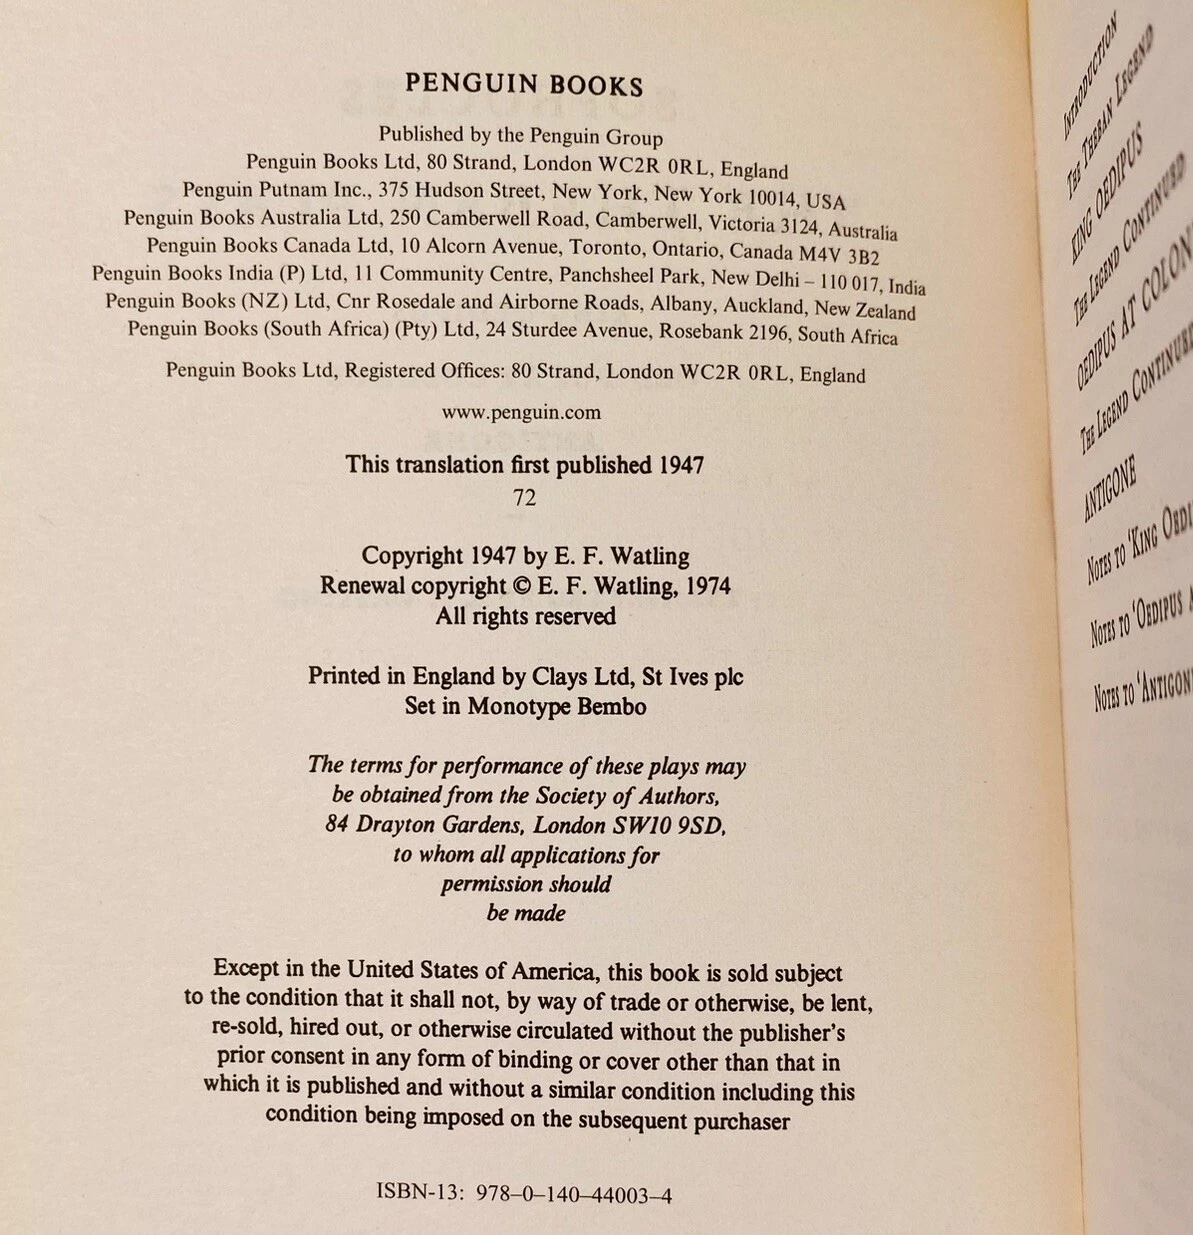 PENGUIN BOOKS
Published by the Penguin Group
Penguin Books Ltd, 80 Strand, London WC2R 0RL, England
Penguin Putnam Inc., 375 Hudson Street, New York, New York 10014, USA
Penguin Books Australia Ltd, 250 Camberwell Road, Camberwell, Victoria 3124, Australia
Penguin Books Canada Ltd, 10 Alcorn Avenue, Toronto, Ontario, Canada M4V 3B2
Penguin Books India (P) Ltd, 11 Community Centre, Panchsheel Park, New Delhi – 110 017, India
Penguin Books (NZ) Ltd, Cnr Rosedale and Airborne Roads, Albany, Auckland, New Zealand
Penguin Books (South Africa) (Pty) Ltd, 24 Sturdee Avenue, Rosebank 2196, South Africa
Penguin Books Ltd, Registered Offices: 80 Strand, London WC2R 0RL, England
www.penguin.com
This translation first published 1947
72
Copyright 1947 by E. F. Watling
Renewal copyright © E. F. Watling, 1974
All rights reserved
Printed in England by Clays Ltd, St Ives plc
Set in Monotype Bembo
The terms for performance of these plays may
be obtained from the Society of Authors,
84 Drayton Gardens, London SW10 9SD,
to whom all applications for
permission should
be made
Except in the United States of America, this book is sold subject
to the condition that it shall not, by way of trade or otherwise, be lent,
re-sold, hired out, or otherwise circulated without the publisher's
prior consent in any form of binding or cover other than that in
which it is published and without a similar condition including this
condition being imposed on the subsequent purchaser
ISBN-13: 978–0–140–44003–4
INTRODUCTION
THE THEBAN LEGEND
KING OEDIPUS
THE LEGEND CONTINUED
OEDIPUS AT COLON
THE LEGEND CONTINUED
ANTIGONE
NOTES TO 'KING OEDI
NOTES TO 'OEDIPUS A
NOTES TO 'ANTIGON